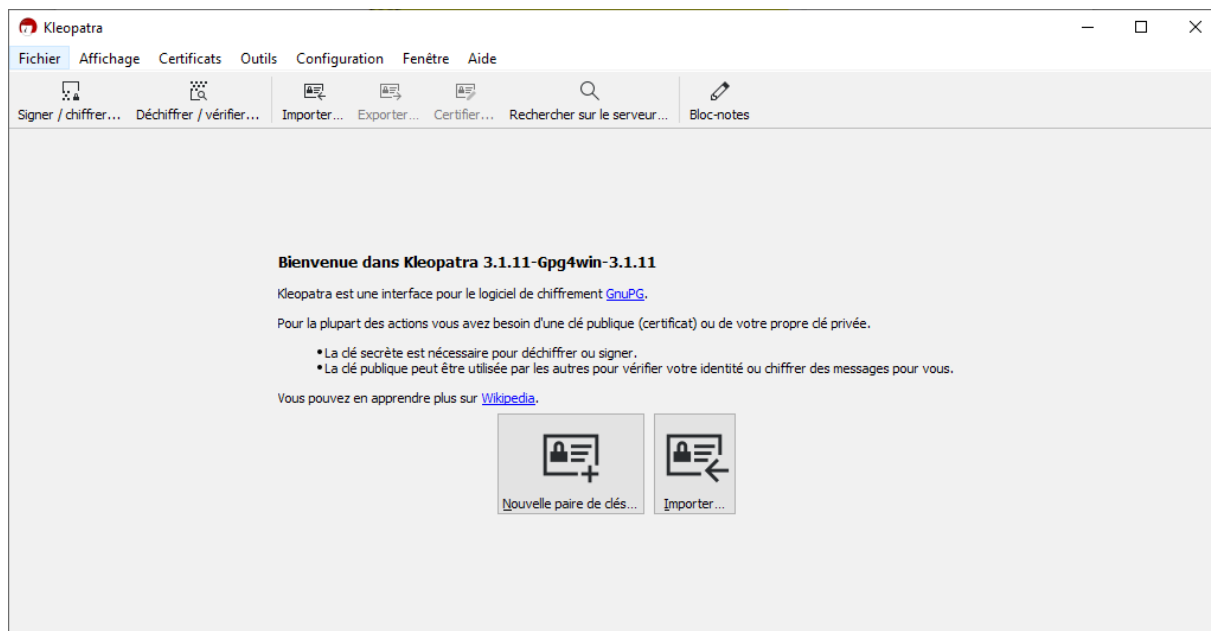 Kleopatra
Fichier Affichage Certificats Outils Configuration Fenêtre Aide
Signer / chiffrer... Déchiffrer / vérifier... Importer... Exporter... Certifier... Rechercher sur le serveur... Bloc-notes
Bienvenue dans Kleopatra 3.1.11-Gpg4win-3.1.11
Kleopatra est une interface pour le logiciel de chiffrement GnuPG.
Pour la plupart des actions vous avez besoin d'une clé publique (certificat) ou de votre propre clé privée.
•La clé secrète est nécessaire pour déchiffrer ou signer.
•La clé publique peut être utilisée par les autres pour vérifier votre identité ou chiffrer des messages pour vous.
Vous pouvez en apprendre plus sur Wikipedia.
Nouvelle paire de clés... Importer...